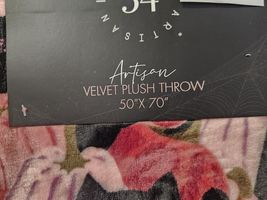 34
ARTISAN
Artisan
VELVET PLUSH THROW
50"X 70"